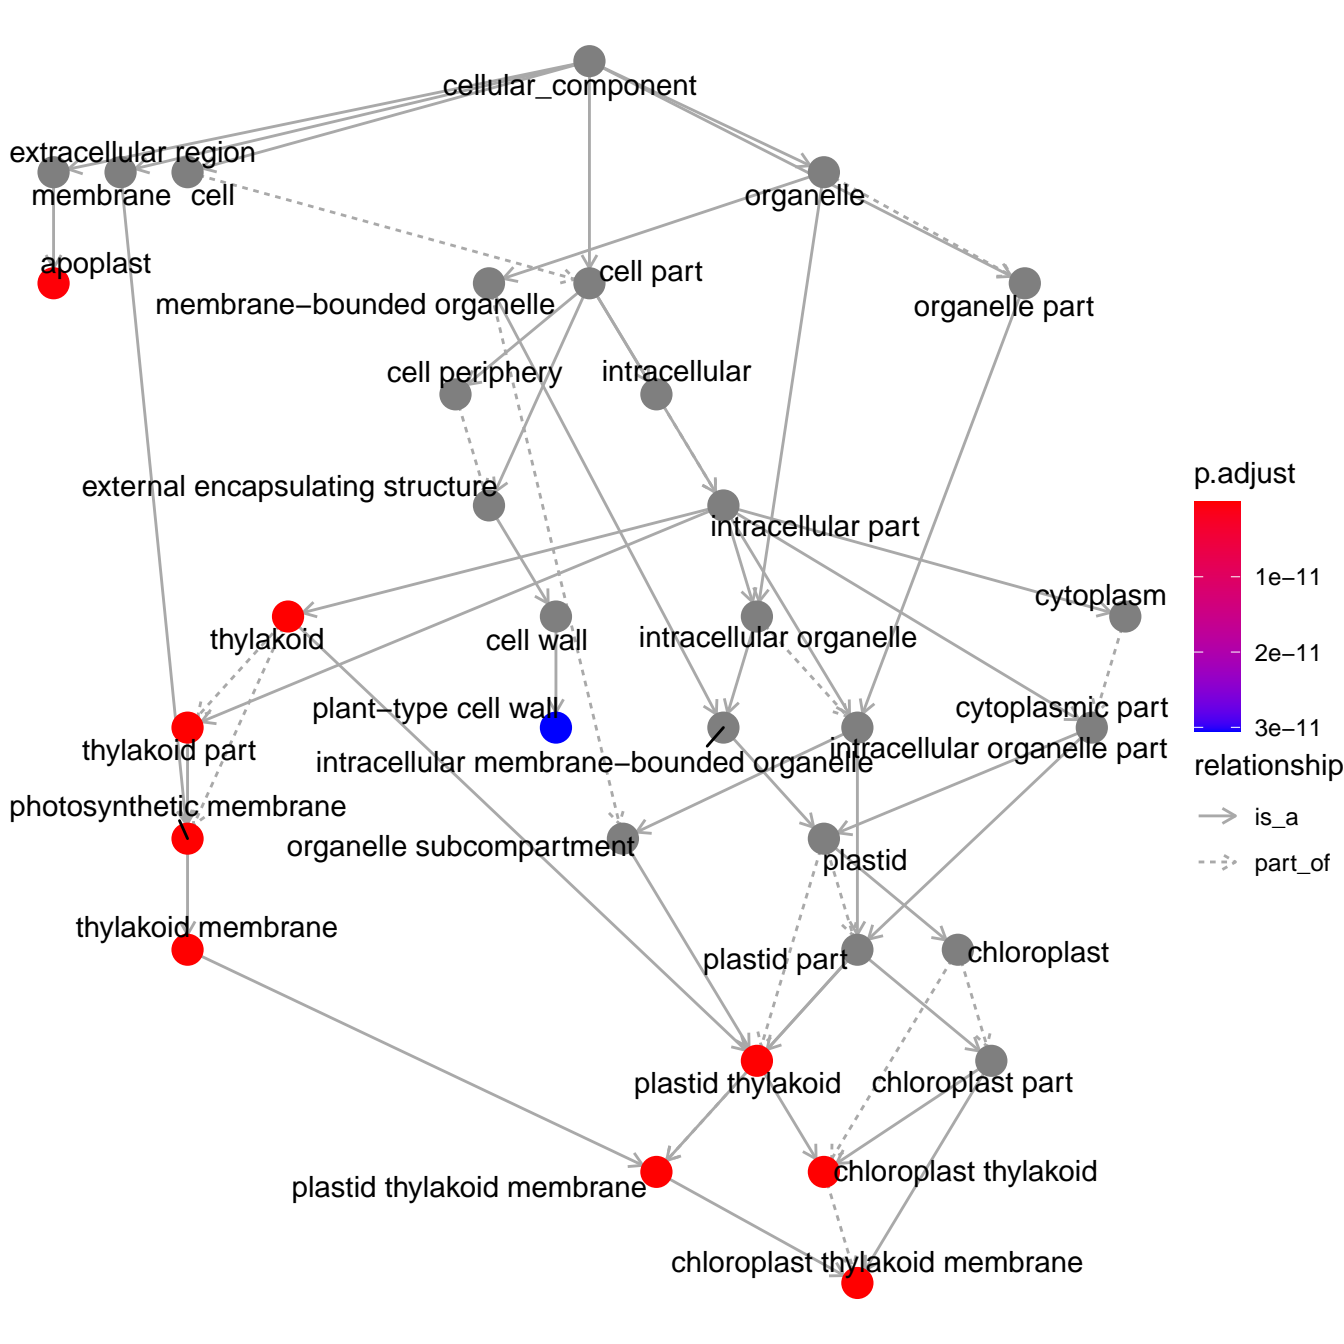 cellular_component
extracellular region
membrane
cell
organelle
apoplast
cell part
membrane−bounded organelle
organelle part
cell periphery
intracellular
p.adjust
external encapsulating structure
intracellular part
1e−11
cytoplasm
thylakoid
cell wall
intracellular organelle
2e−11
plant−type cell wall
cytoplasmic part
3e−11
thylakoid part
intracellular organelle part
intracellular membrane−bounded organelle
relationship
photosynthetic membrane
is_a
organelle subcompartment
plastid
part_of
thylakoid membrane
plastid part
chloroplast
plastid thylakoid
chloroplast part
chloroplast thylakoid
plastid thylakoid membrane
chloroplast thylakoid membrane